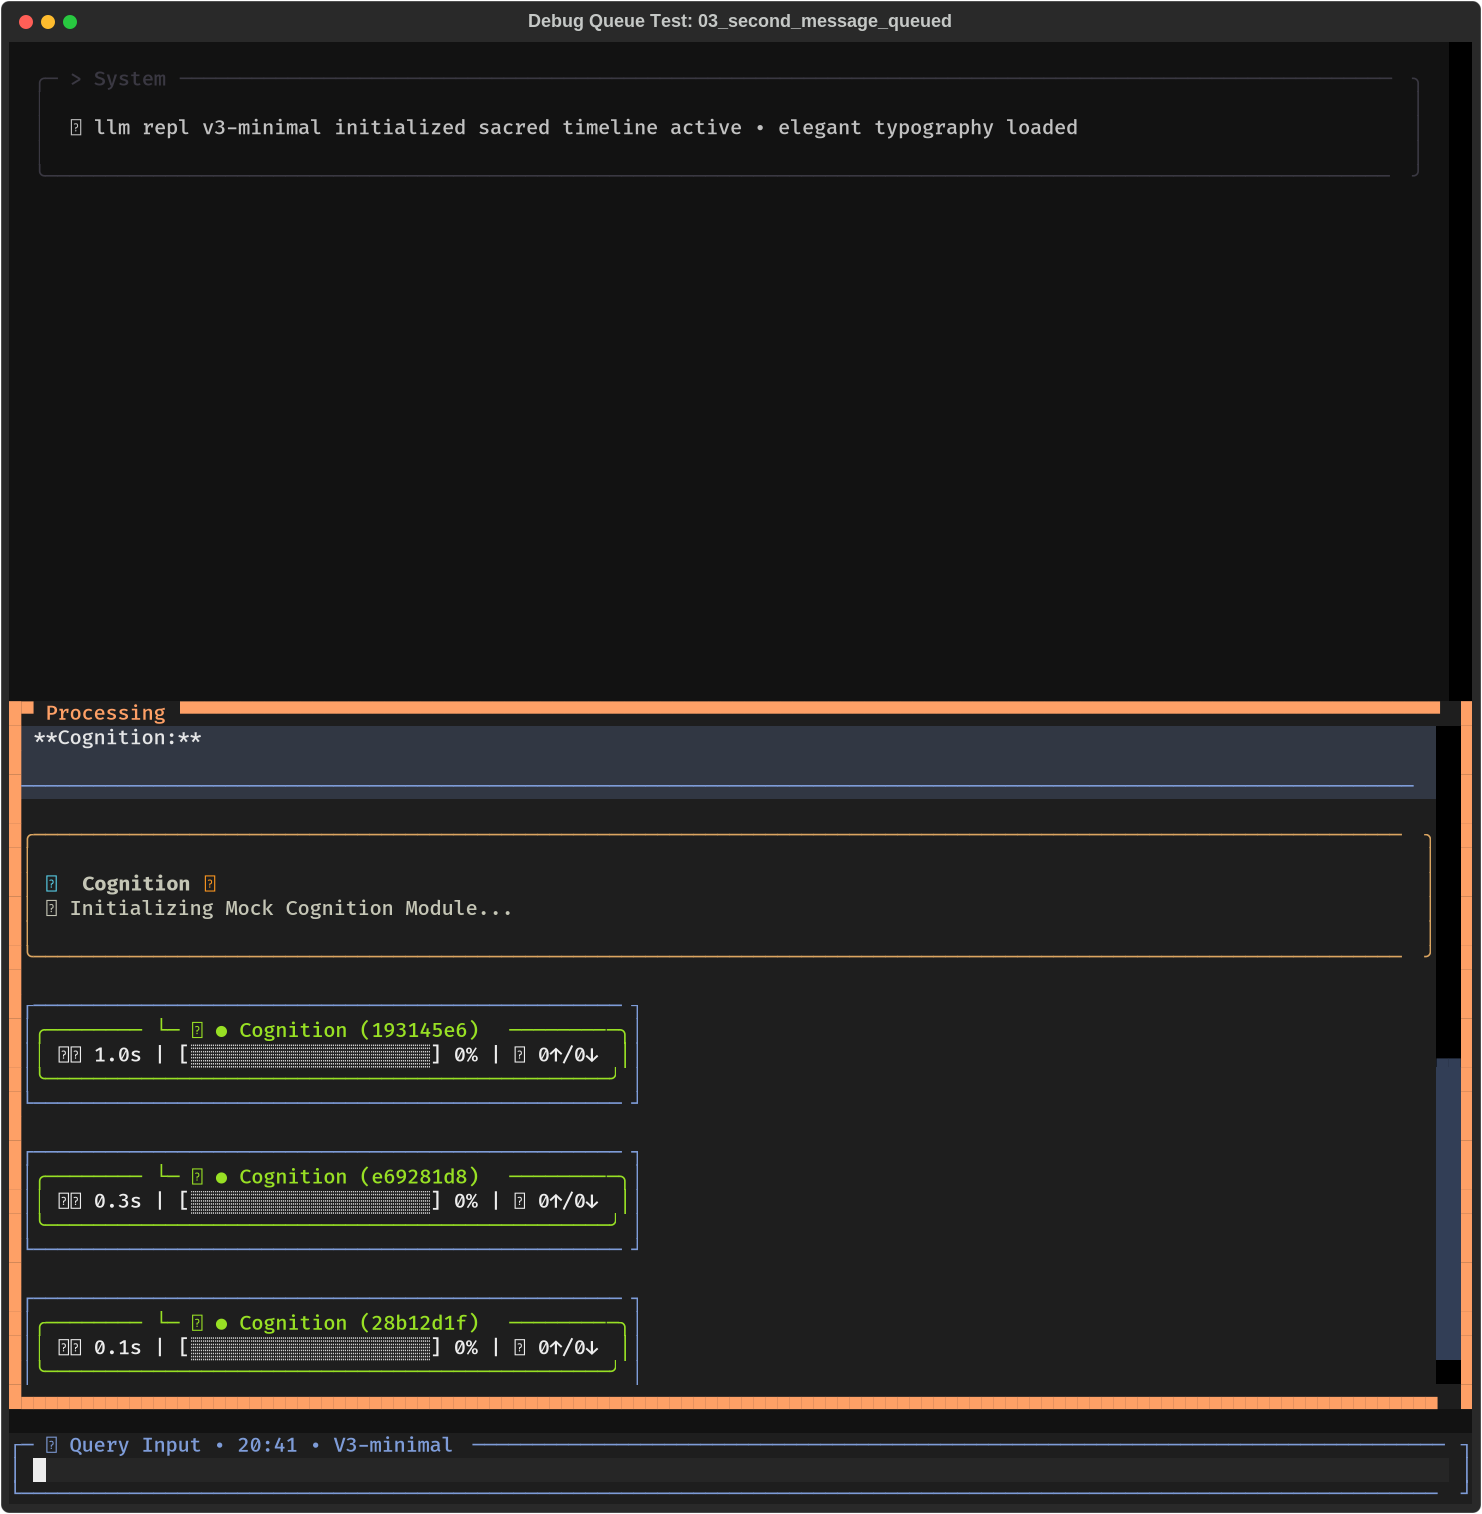 Debug Queue Test: 03_second_message_queued
> System
llm repl v3-minimal initialized sacred timeline active • elegant typography loaded
Processing
**Cognition:**
Cognition
Initializing Mock Cognition Module...
● Cognition (193145e6)
1.0s | [░░░░░░░░░░░░░░░░░░░░] 0% | 0↑/0↓
● Cognition (e69281d8)
0.3s | [░░░░░░░░░░░░░░░░░░░░] 0% | 0↑/0↓
● Cognition (28b12d1f)
0.1s | [░░░░░░░░░░░░░░░░░░░░] 0% | 0↑/0↓
Query Input • 20:41 • V3-minimal